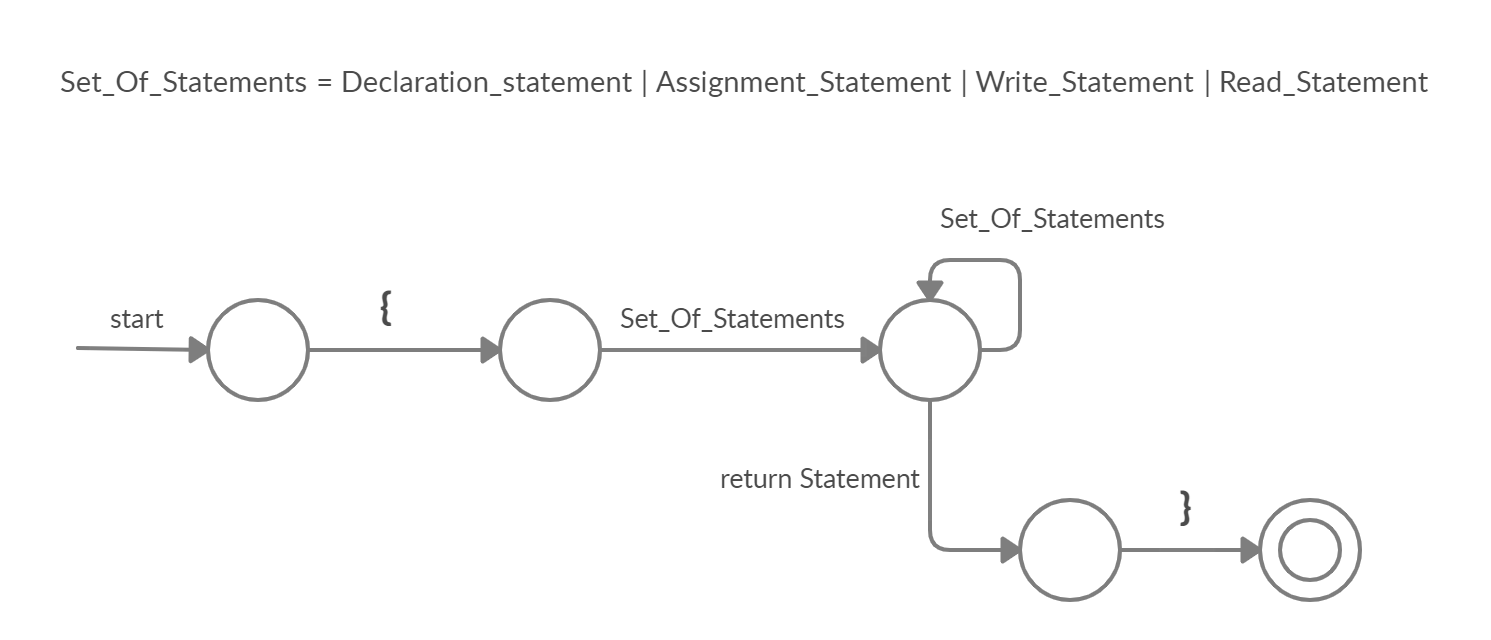 Set_Of_Statements = Declaration_statement | Assignment_Statement | Write_Statement | Read_Statement
Set_Of_Statements
start
{
Set_Of_Statements
return Statement
}